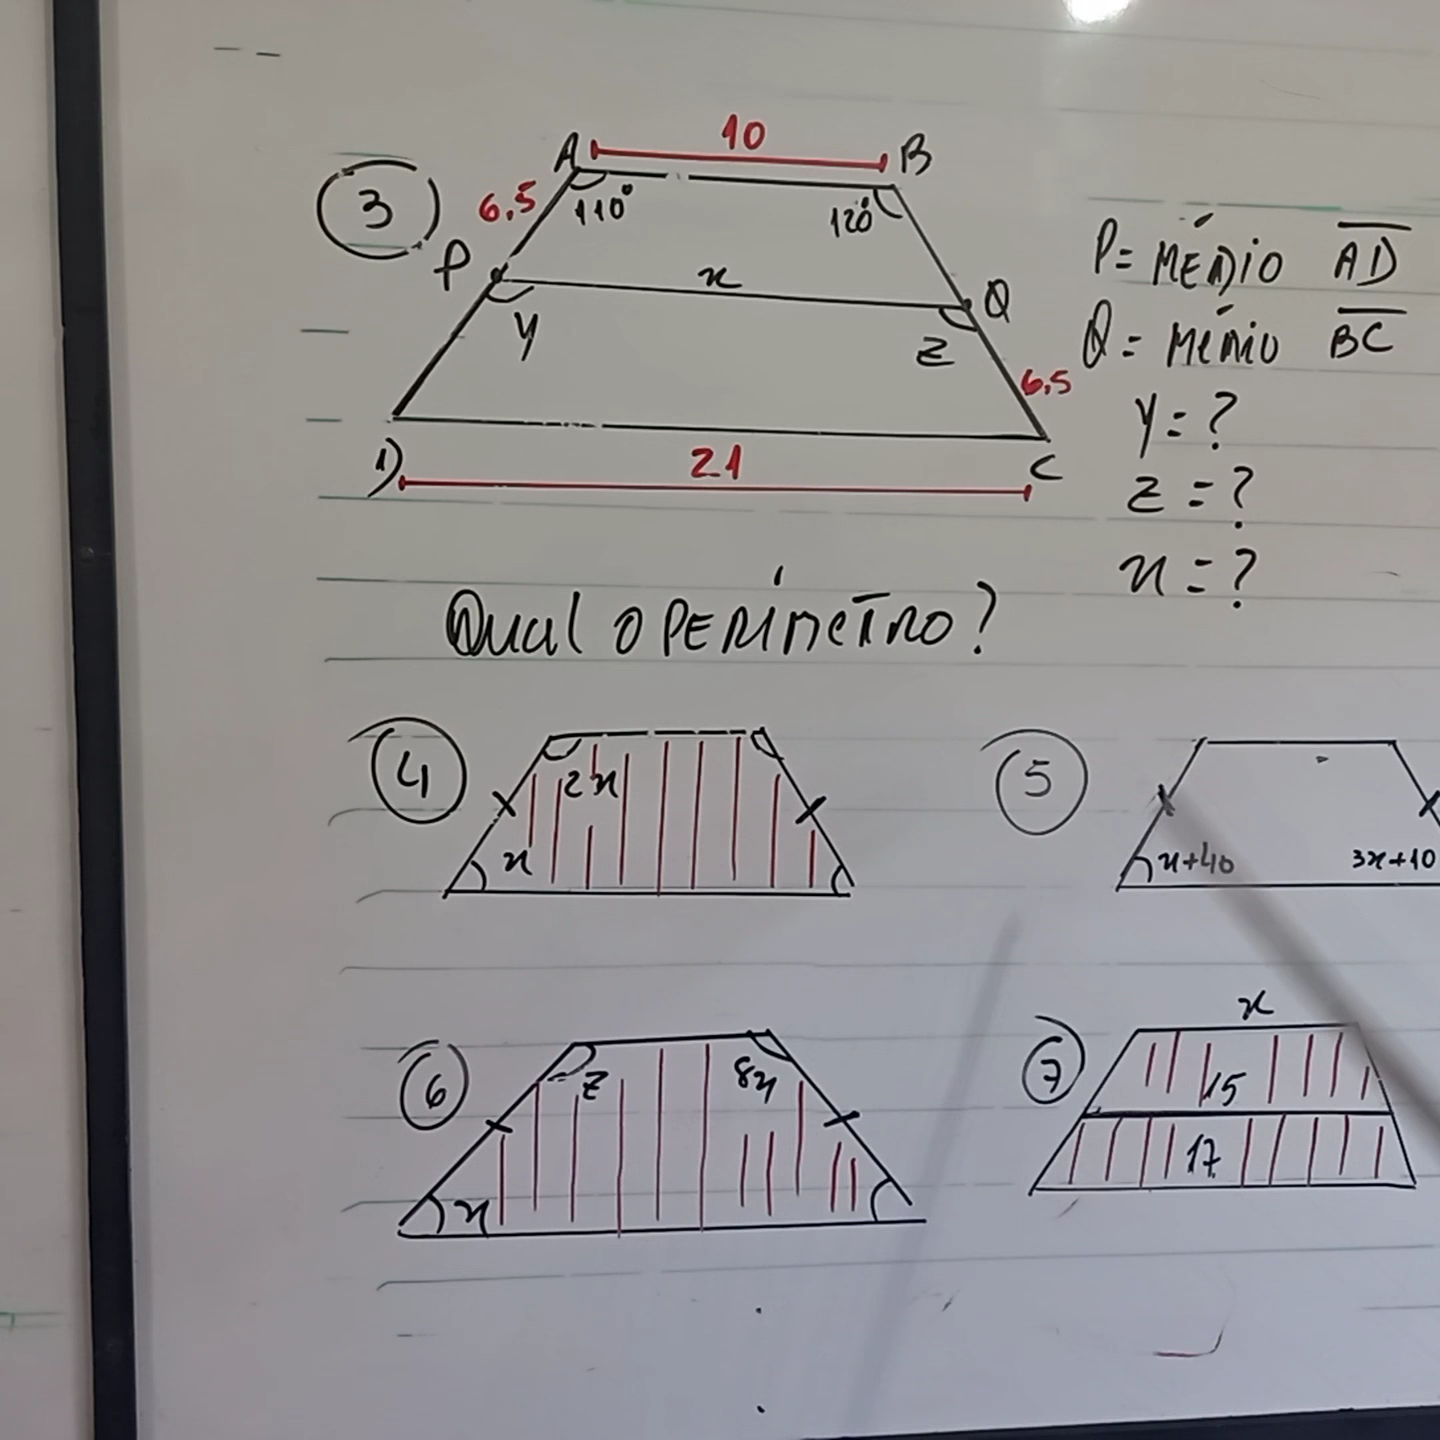 3
10
A B
6,5 110° 120°
P x Q
y z
6,5
D C
21
P = MÉDIO AD
Q = MÉDIO BC
y = ?
z = ?
x = ?
QUAL O PERÍMETRO?
4
2x
x
5
x+40 3x+10
6
z 8x
x
7
x
15
17